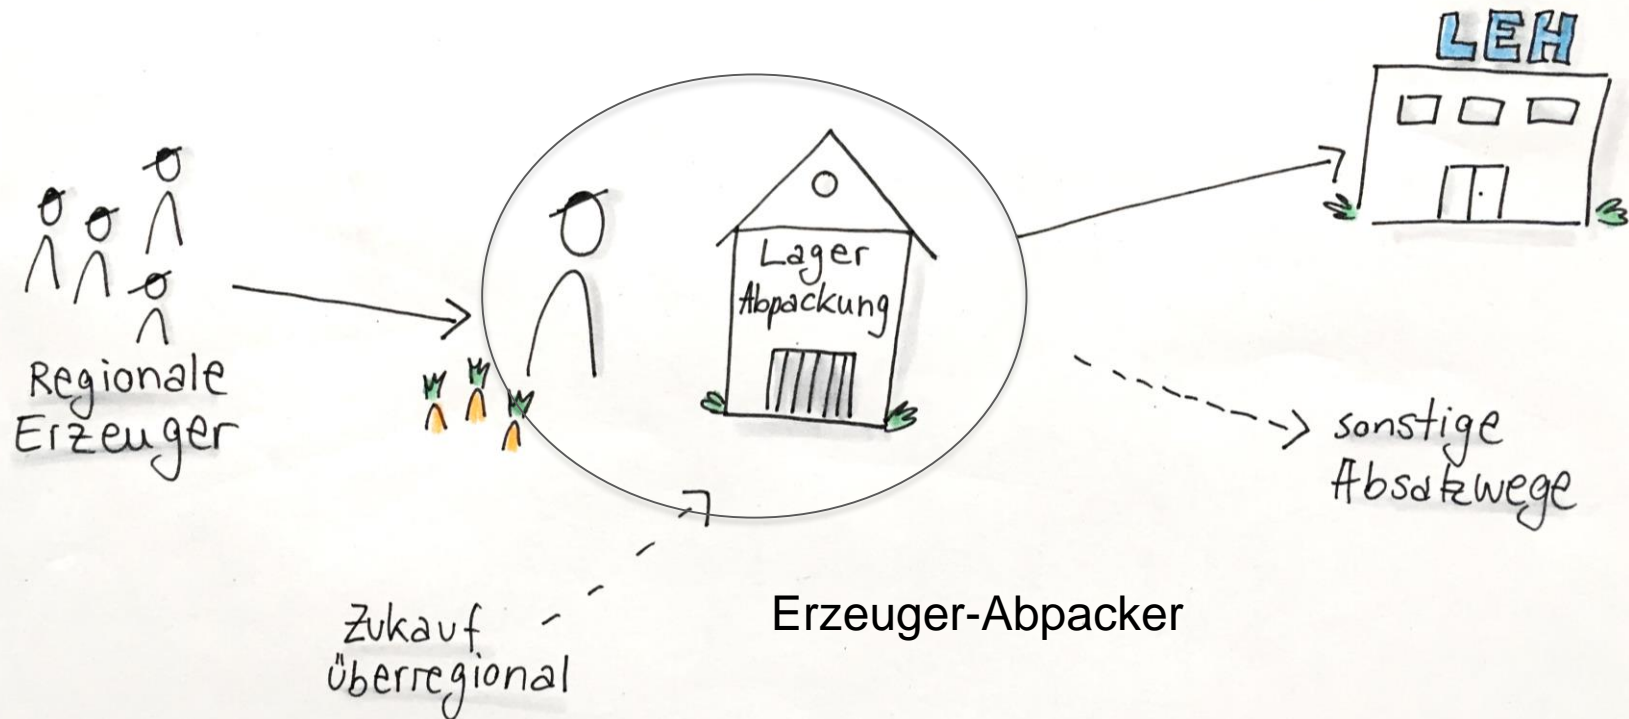 LEH
Lager
Abpackung
Regionale
Erzeuger
sonstige
Absatzwege
Zukauf
überregional
Erzeuger-Abpacker